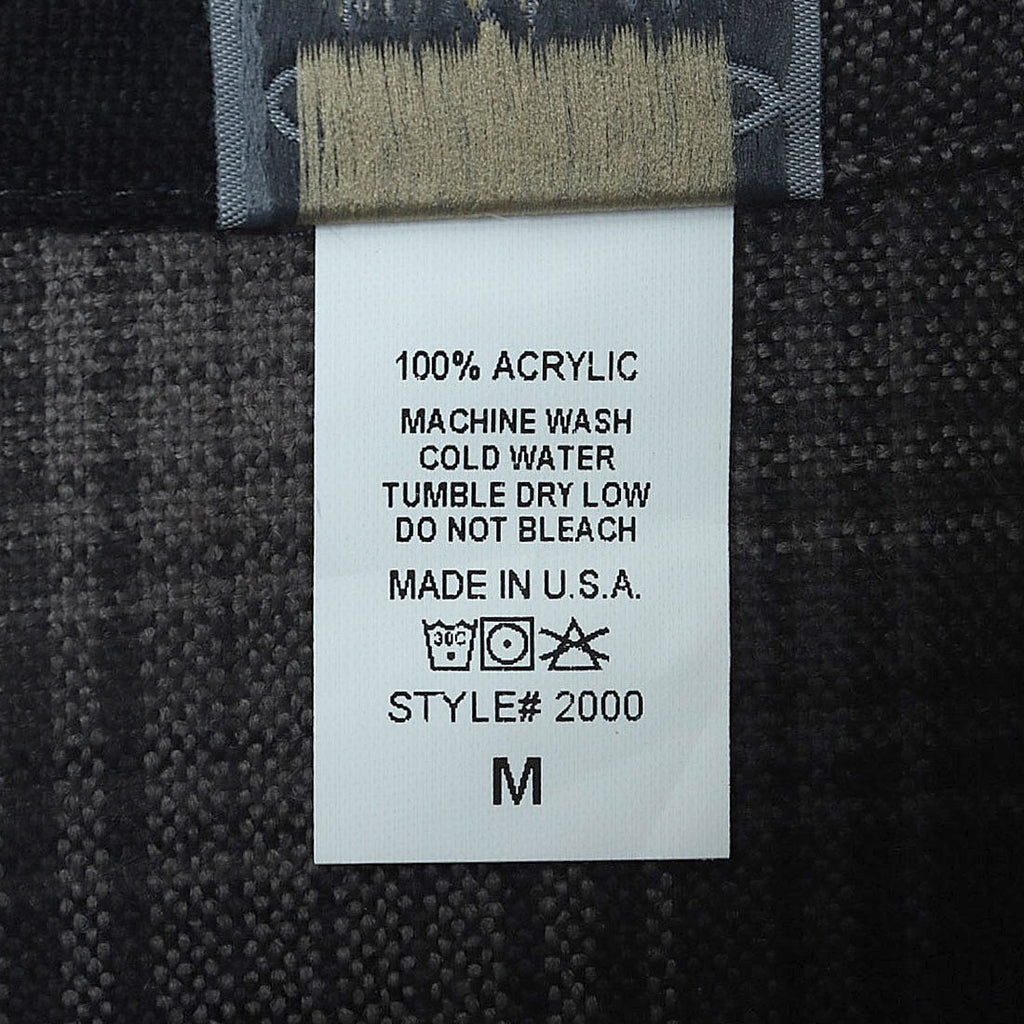 100% ACRYLIC
MACHINE WASH
COLD WATER
TUMBLE DRY LOW
DO NOT BLEACH
MADE IN U.S.A.
30C
STYLE# 2000
M